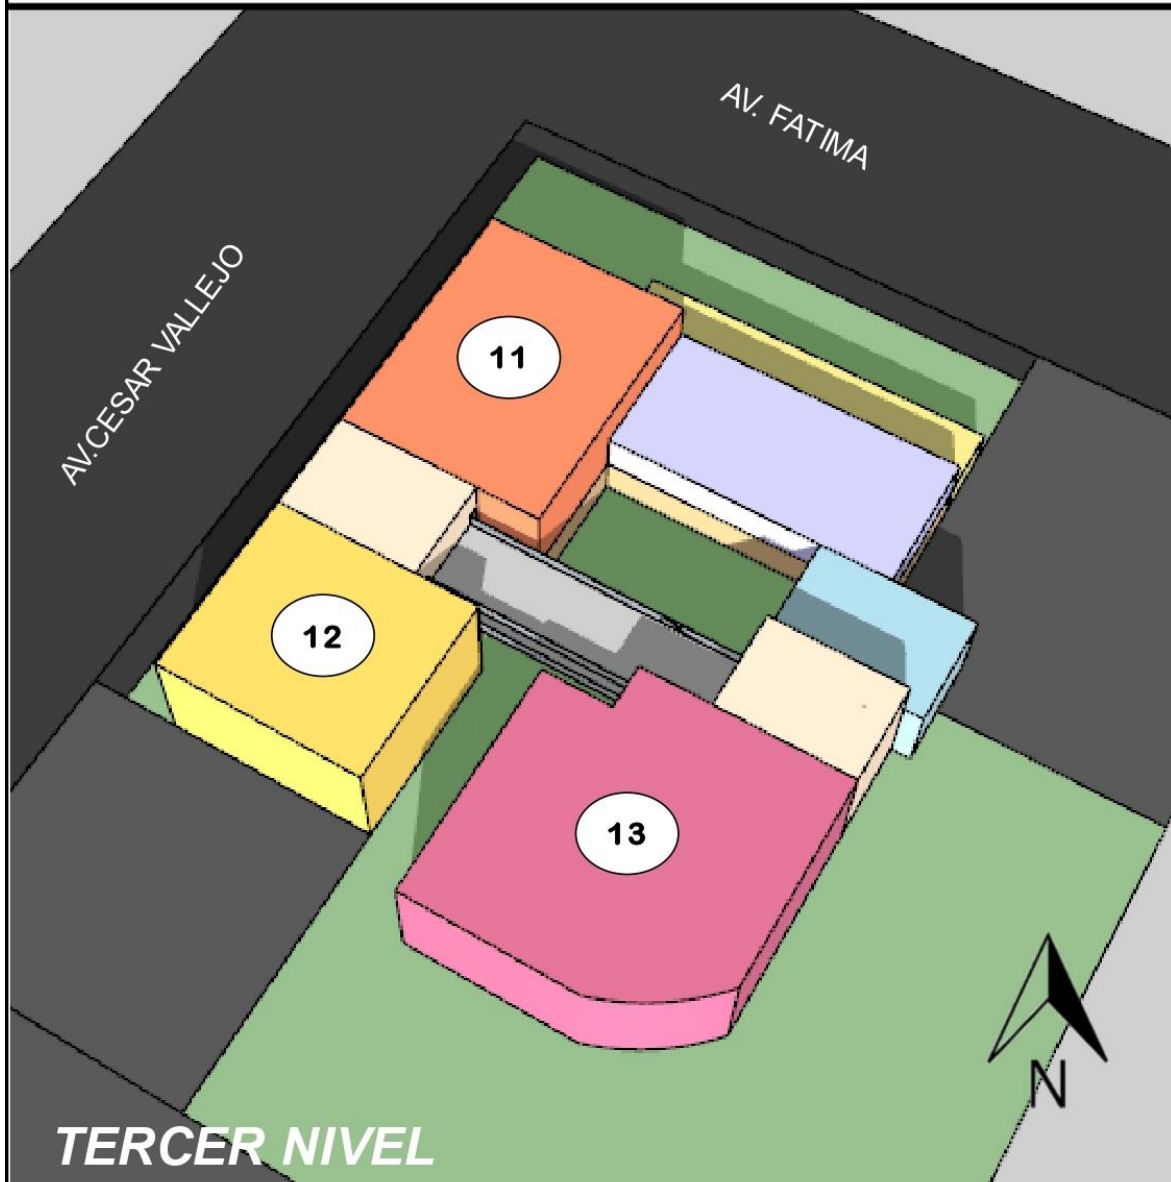 AV. FATIMA
AV.CESAR VALLEJO
11
12
13
N
TERCER NIVEL